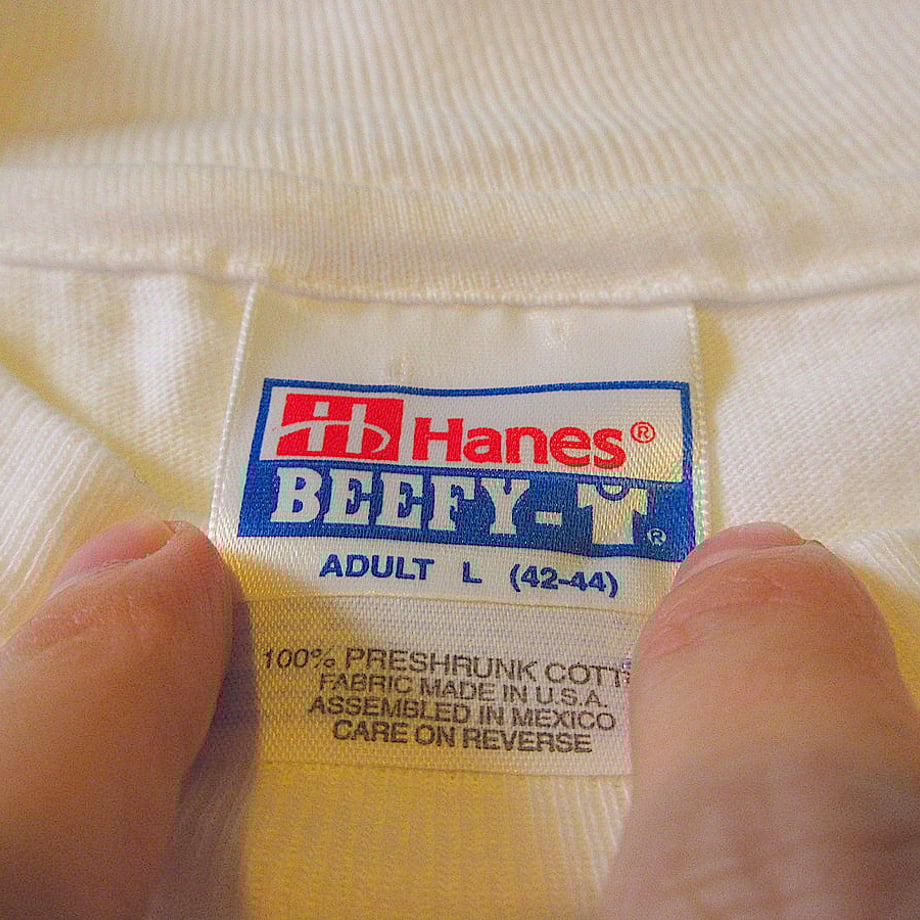 Hanes®
BEEFY-T®
ADULT L (42-44)
100% PRESHRUNK COTT
FABRIC MADE IN U.S.A.
ASSEMBLED IN MEXICO
CARE ON REVERSE